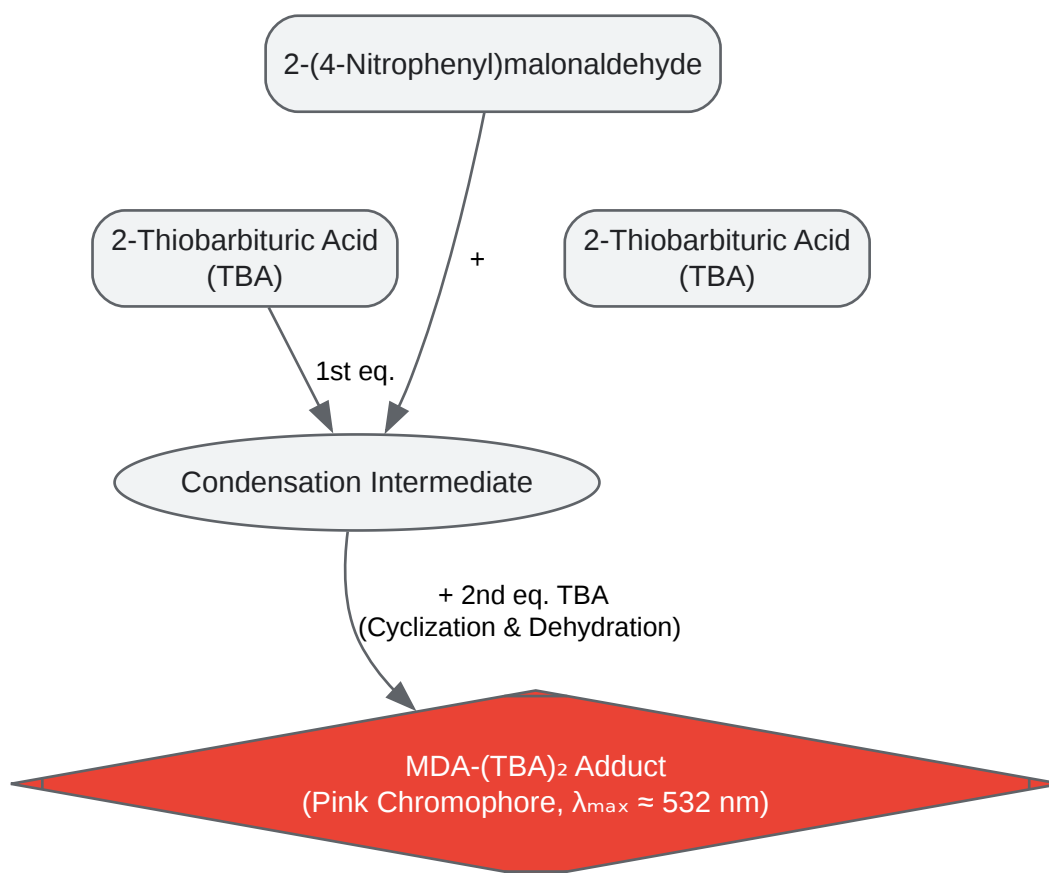 2-(4-Nitrophenyl)malonaldehyde
2-Thiobarbituric Acid
(TBA)
2-Thiobarbituric Acid
(TBA)
+
1st eq.
Condensation Intermediate
+ 2nd eq. TBA
(Cyclization & Dehydration)
MDA-(TBA)₂ Adduct
(Pink Chromophore, λₘₐₓ ≈ 532 nm)